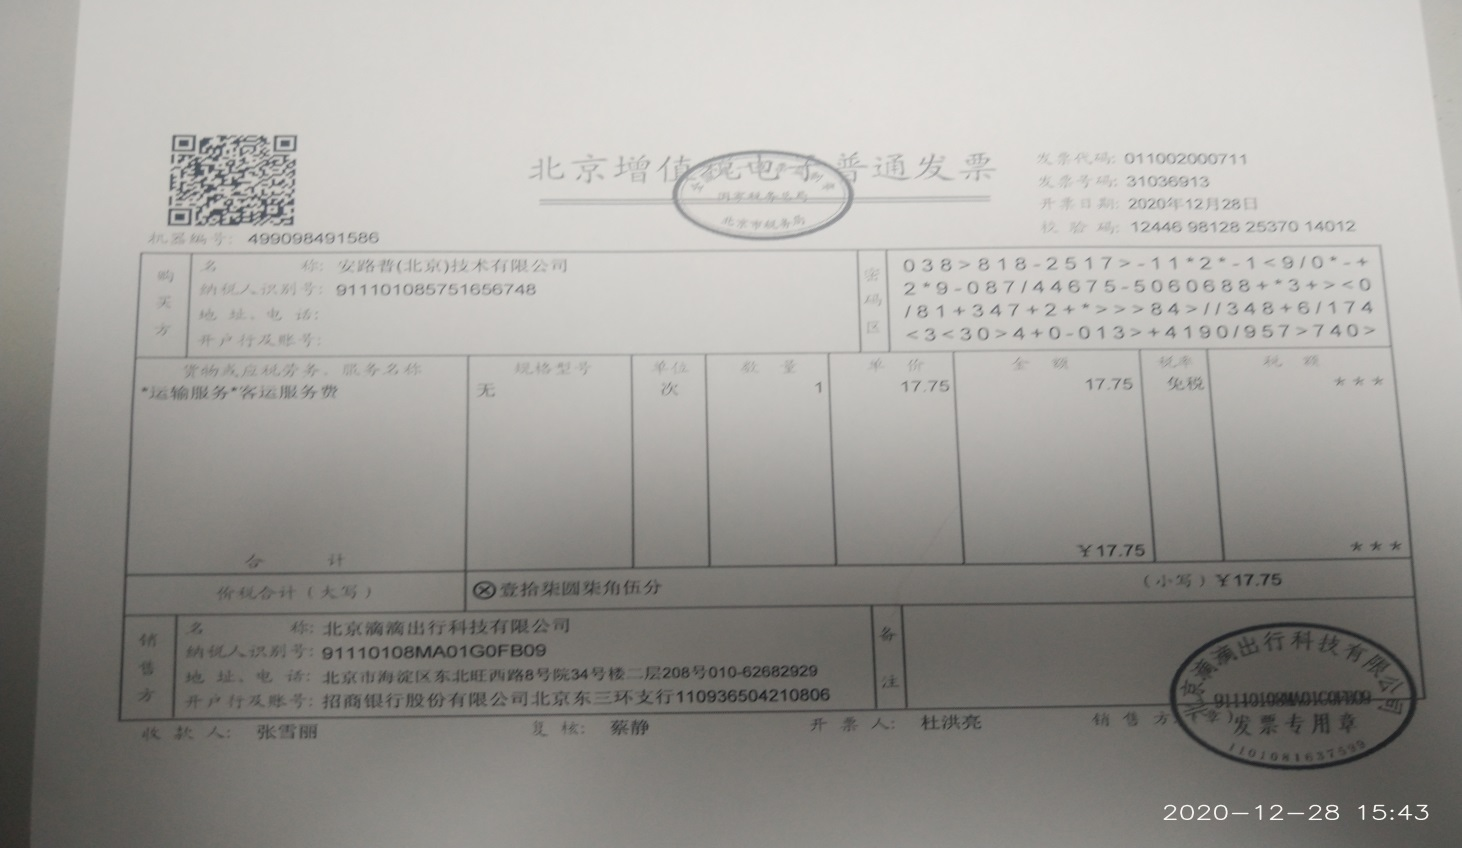 北京增值税电子普通发票
国家税务总局
北京市税务局
发票代码: 011002000711
发票号码: 31036913
开票日期: 2020年12月28日
校 验 码: 12446 98128 25370 14012
机器编号: 499098491586
购买方
名 称: 安路普(北京)技术有限公司
纳税人识别号: 911101085751656748
地 址、电 话:
开户行及账号:
密码区
038>818-2517>-11*2*-1<9/0*-+
2*9-087/44675-5060688+*3+><0
/81+347+2+*>>>84>//348+6/174
<3<30>4+0-013>+4190/957>740>
货物或应税劳务、服务名称 规格型号 单位 数 量 单 价 金 额 税率 税 额
*运输服务*客运服务费 无 次 1 17.75 17.75 免税 ***
合 计 ¥17.75 ***
价税合计（大写） ⊗壹拾柒圆柒角伍分 （小写）¥17.75
销售方
名 称: 北京滴滴出行科技有限公司
纳税人识别号: 91110108MA01G0FB09
地 址、电 话: 北京市海淀区东北旺西路8号院34号楼二层208号010-62682929
开户行及账号: 招商银行股份有限公司北京东三环支行110936504210806
备注
收 款 人: 张雪丽 复 核: 蔡静 开 票 人: 杜洪亮 销 售 方:（章）
北京滴滴出行科技有限公司
91110108MA01G0FB09
发票专用章
2020-12-28 15:43